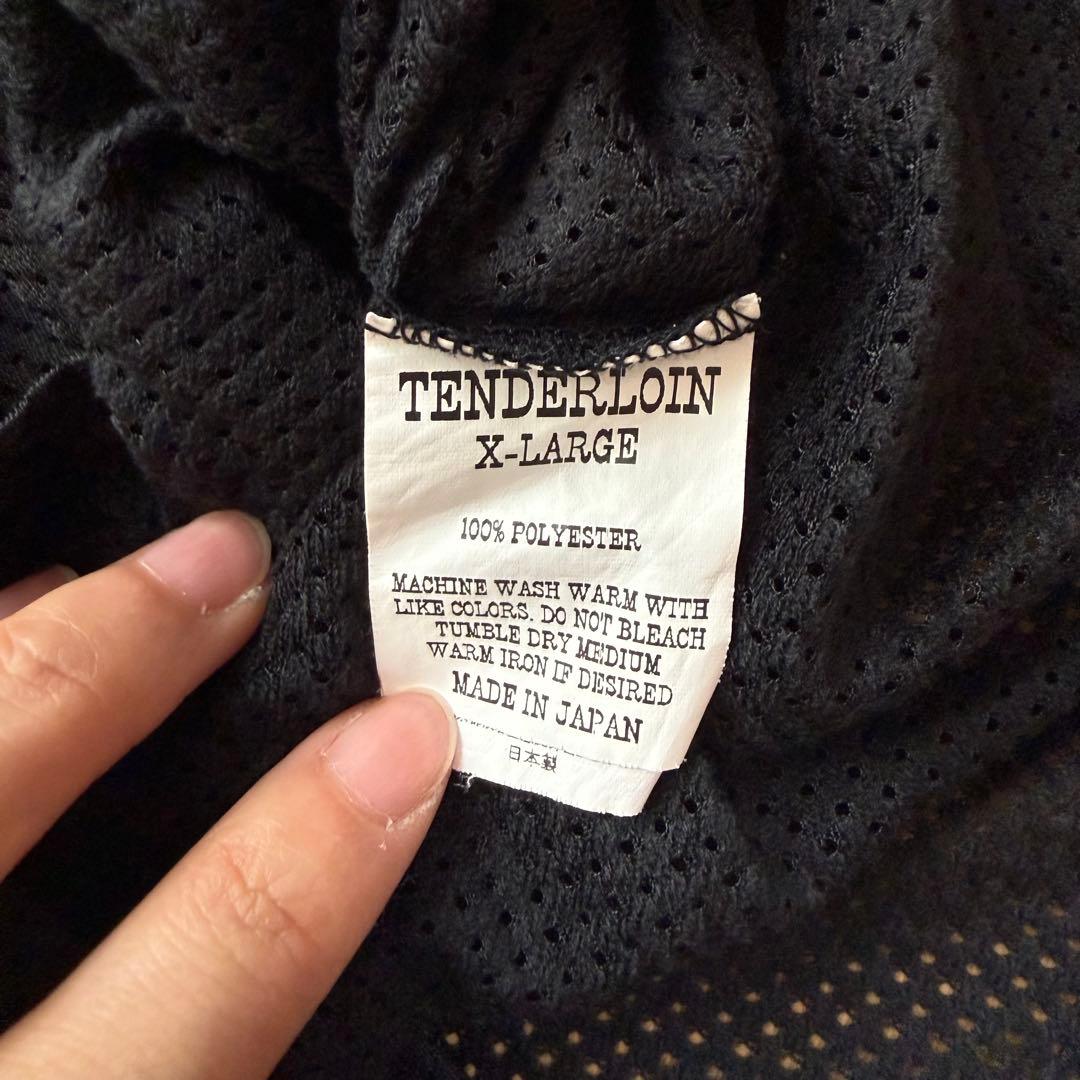 TENDERLOIN
X-LARGE
100% POLYESTER
MACHINE WASH WARM WITH
LIKE COLORS. DO NOT BLEACH
TUMBLE DRY MEDIUM
WARM IRON IF DESIRED
MADE IN JAPAN
日本製